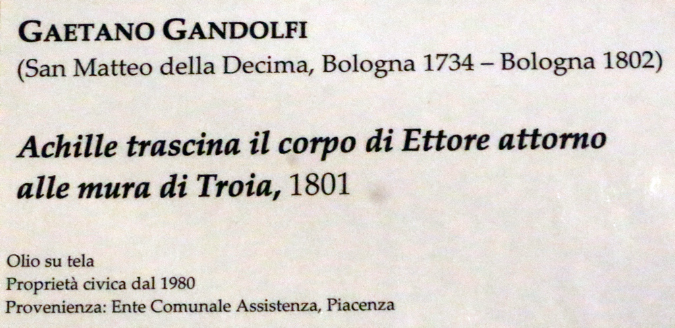 GAETANO GANDOLFI
(San Matteo della Decima, Bologna 1734 – Bologna 1802)
Achille trascina il corpo di Ettore attorno
alle mura di Troia, 1801
Olio su tela
Proprietà civica dal 1980
Provenienza: Ente Comunale Assistenza, Piacenza